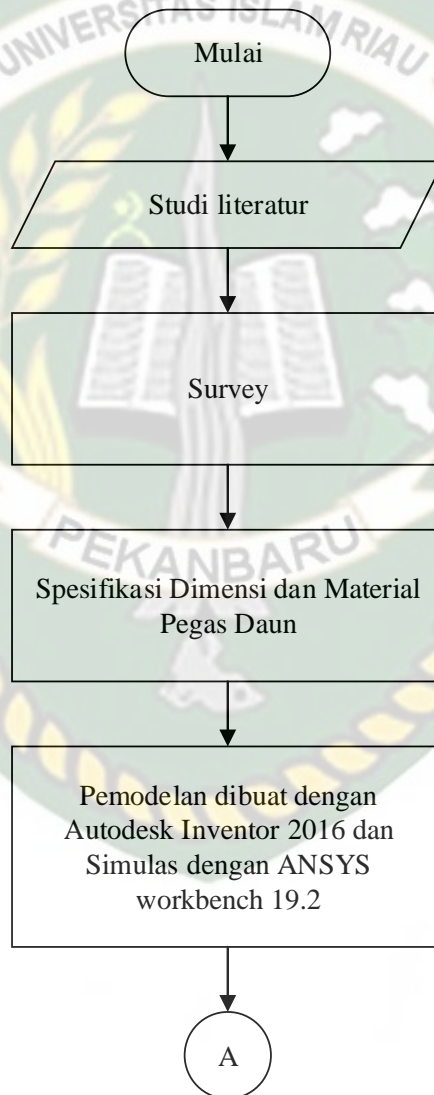 UNIVERSITAS ISLAM RIAU
Mulai
Studi literatur
Survey
PEKANBARU
Spesifikasi Dimensi dan Material
Pegas Daun
Pemodelan dibuat dengan
Autodesk Inventor 2016 dan
Simulas dengan ANSYS
workbench 19.2
A